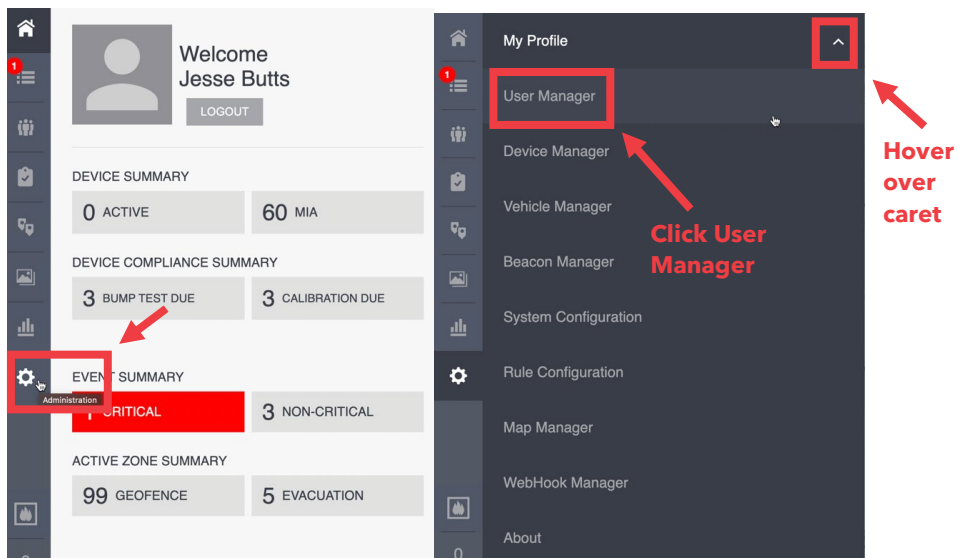 1
Welcome
Jesse Butts
LOGOUT
DEVICE SUMMARY
0 ACTIVE
60 MIA
DEVICE COMPLIANCE SUMMARY
3 BUMP TEST DUE
3 CALIBRATION DUE
EVENT SUMMARY
Administration
CRITICAL
3 NON-CRITICAL
ACTIVE ZONE SUMMARY
99 GEOFENCE
5 EVACUATION
1
My Profile
User Manager
Device Manager
Vehicle Manager
Beacon Manager
System Configuration
Rule Configuration
Map Manager
WebHook Manager
About
Click User
Manager
Hover
over
caret